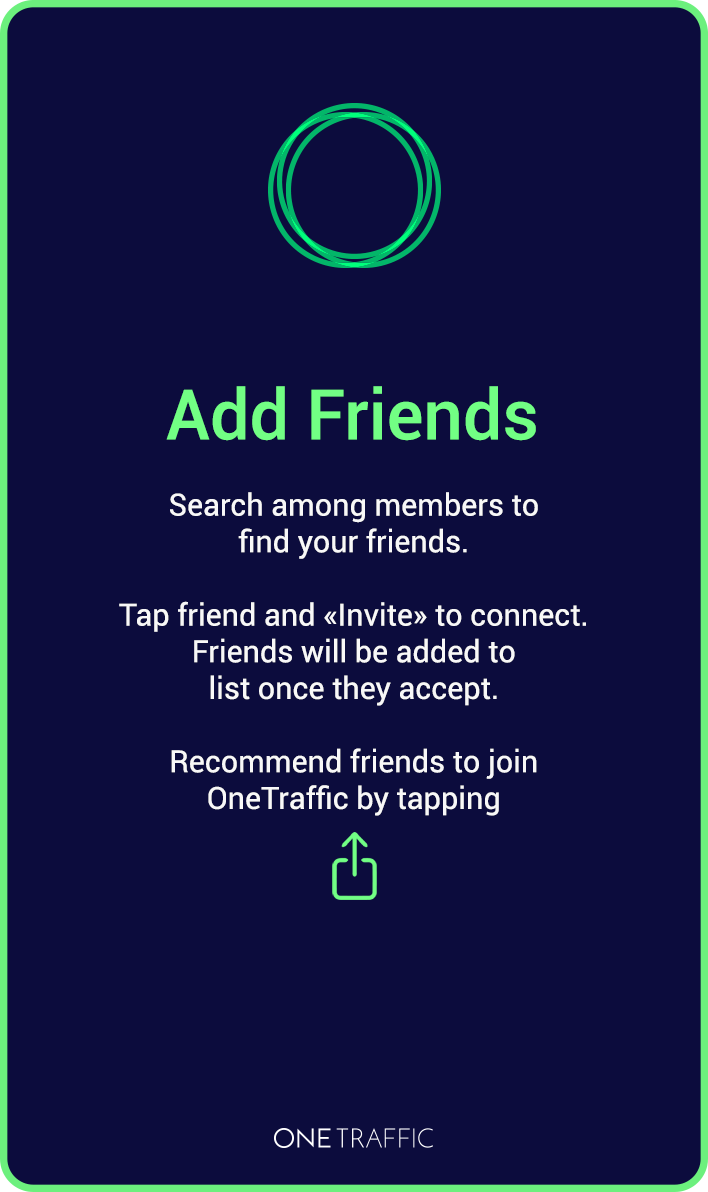 Add Friends
Search among members to
find your friends.
Tap friend and «Invite» to connect.
Friends will be added to
list once they accept.
Recommend friends to join
OneTraffic by tapping
ONETRAFFIC